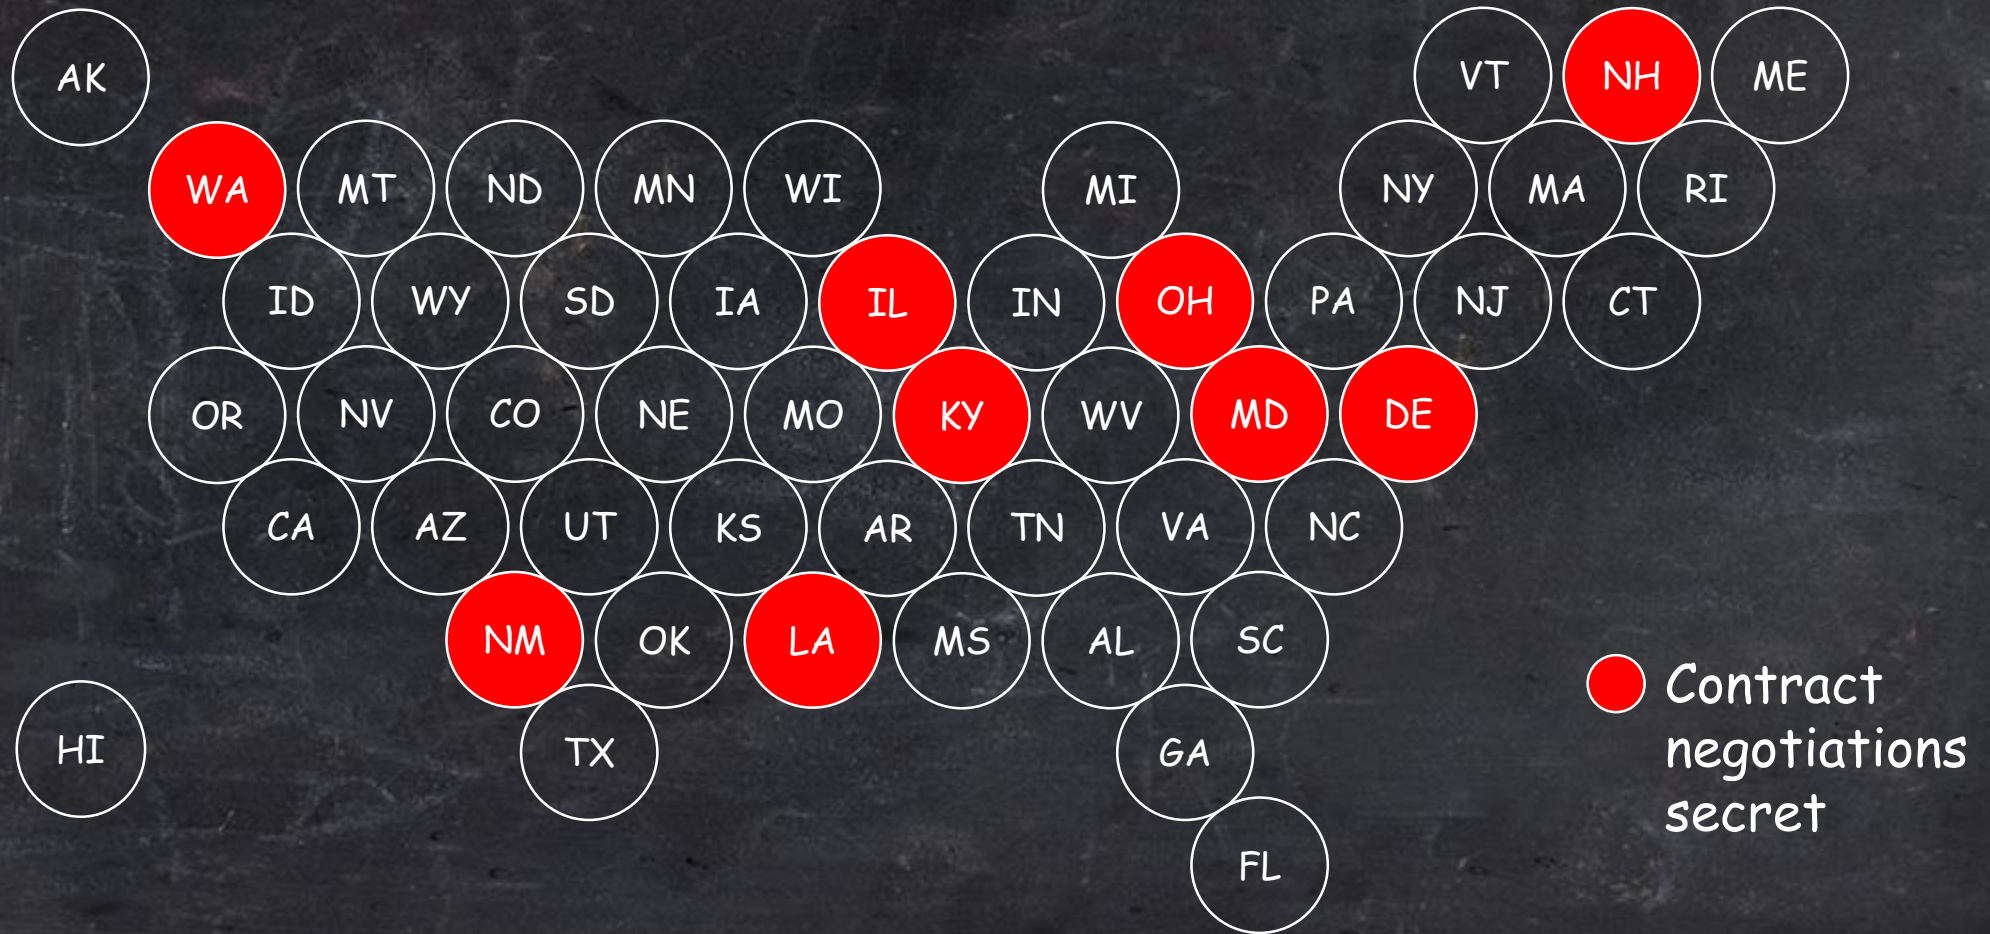 AK
VT NH ME
WA MT ND MN WI MI NY MA RI
ID WY SD IA IL IN OH PA NJ CT
OR NV CO NE MO KY WV MD DE
CA AZ UT KS AR TN VA NC
NM OK LA MS AL SC
HI TX GA
FL
Contract
negotiations
secret